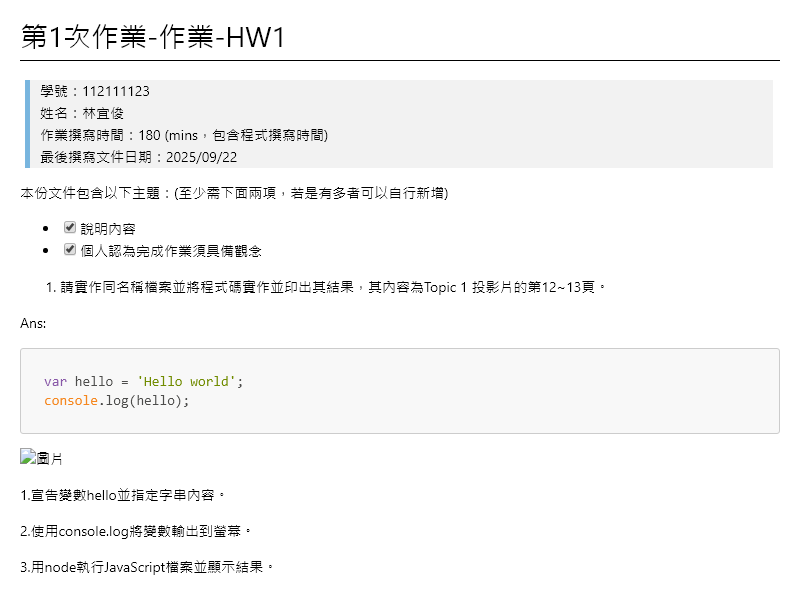 第1次作業-作業-HW1
學號：112111123
姓名：林宜俊
作業撰寫時間：180 (mins，包含程式撰寫時間)
最後撰寫文件日期：2025/09/22
本份文件包含以下主題：(至少需下面兩項，若是有多者可以自行新增)
說明內容
個人認為完成作業須具備觀念
1. 請實作同名稱檔案並將程式碼實作並印出其結果，其內容為Topic 1 投影片的第12~13頁。
Ans:
var hello = 'Hello world';
console.log(hello);
圖片
1.宣告變數hello並指定字串內容。
2.使用console.log將變數輸出到螢幕。
3.用node執行JavaScript檔案並顯示結果。